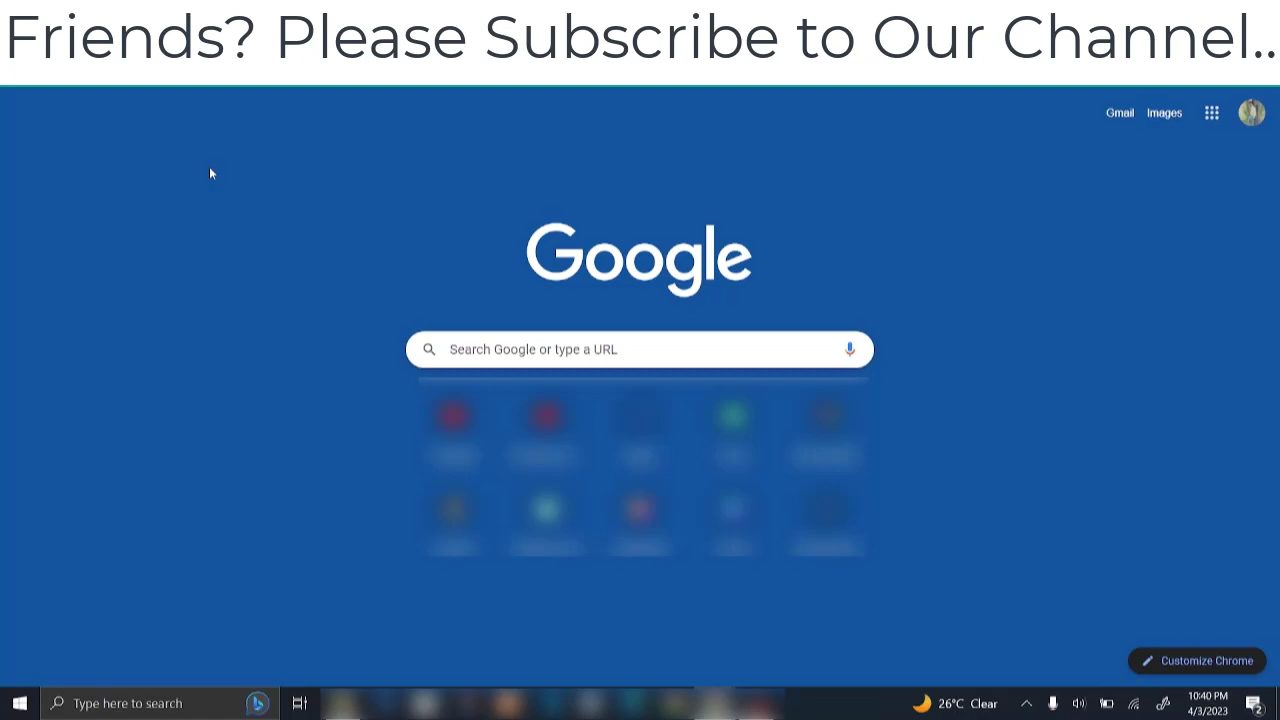 Friends? Please Subscribe to Our Channel..
Gmail Images
Google
Search Google or type a URL
Customize Chrome
Type here to search
26°C Clear
10:40 PM
4/3/2023
2